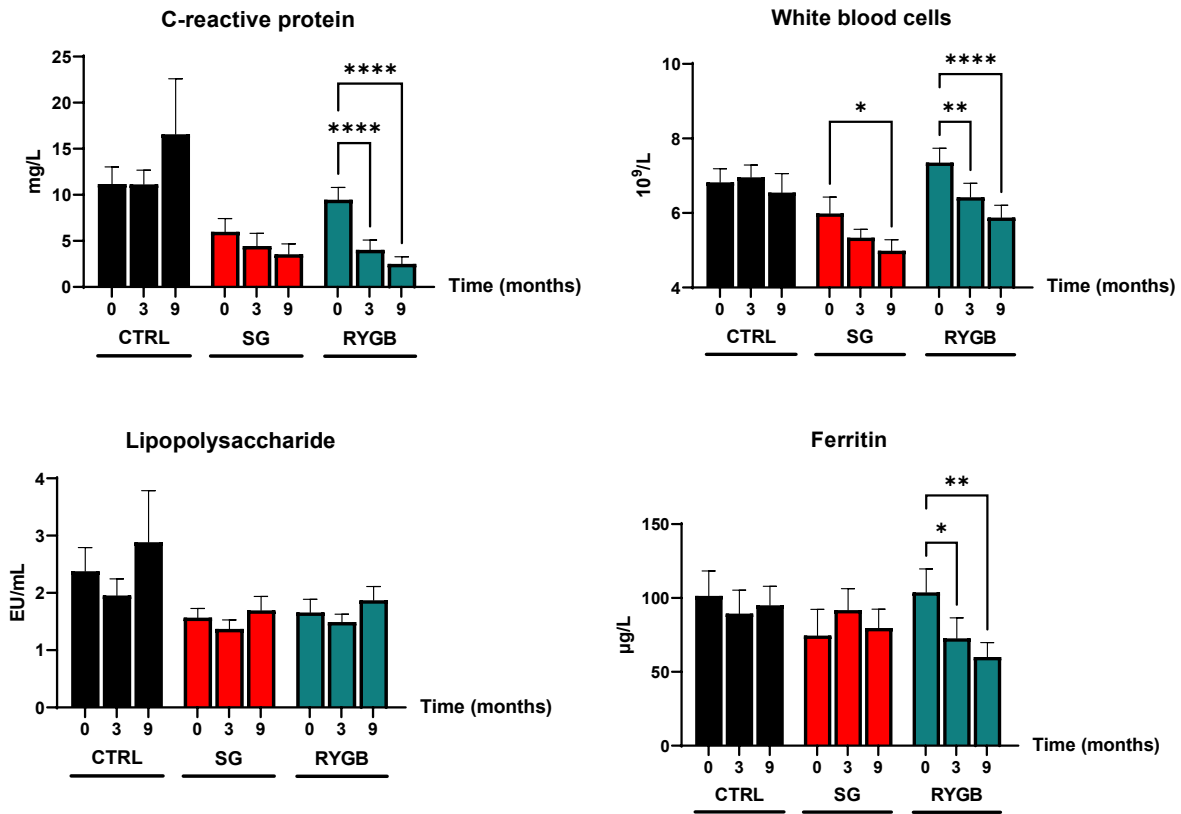 C-reactive protein
25
20
15
10
5
0
mg/L
****
****
0 3 9 0 3 9 0 3 9
Time (months)
CTRL SG RYGB
White blood cells
10
8
6
4
10⁹/L
*
**
****
0 3 9 0 3 9 0 3 9
Time (months)
CTRL SG RYGB
Lipopolysaccharide
4
3
2
1
0
EU/mL
0 3 9 0 3 9 0 3 9
Time (months)
CTRL SG RYGB
Ferritin
150
100
50
0
µg/L
**
*
0 3 9 0 3 9 0 3 9
Time (months)
CTRL SG RYGB